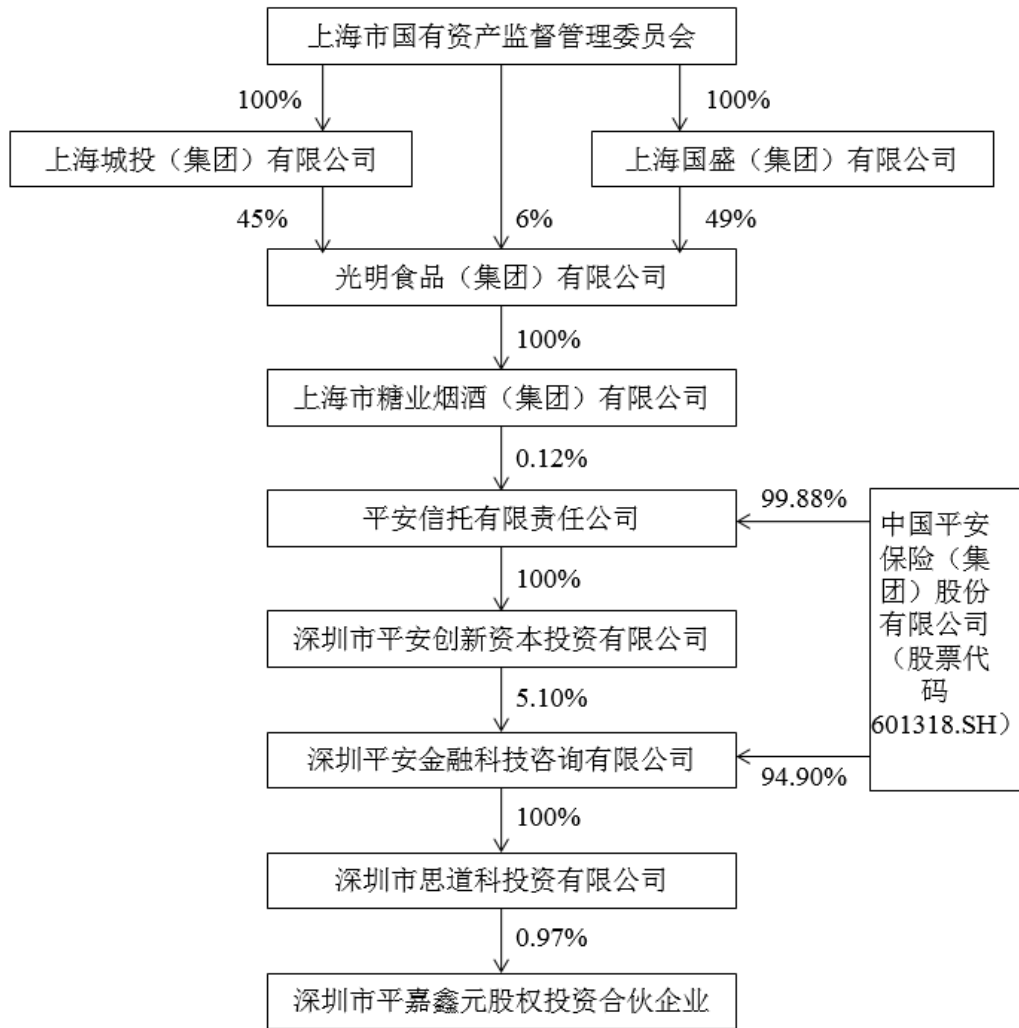 上海市国有资产监督管理委员会
100%
100%
上海城投（集团）有限公司
上海国盛（集团）有限公司
45%
6%
49%
光明食品（集团）有限公司
100%
上海市糖业烟酒（集团）有限公司
0.12%
平安信托有限责任公司
99.88%
中国平安
保险（集
团）股份
有限公司
（股票代
码
601318.SH）
100%
深圳市平安创新资本投资有限公司
5.10%
深圳平安金融科技咨询有限公司
94.90%
100%
深圳市思道科投资有限公司
0.97%
深圳市平嘉鑫元股权投资合伙企业